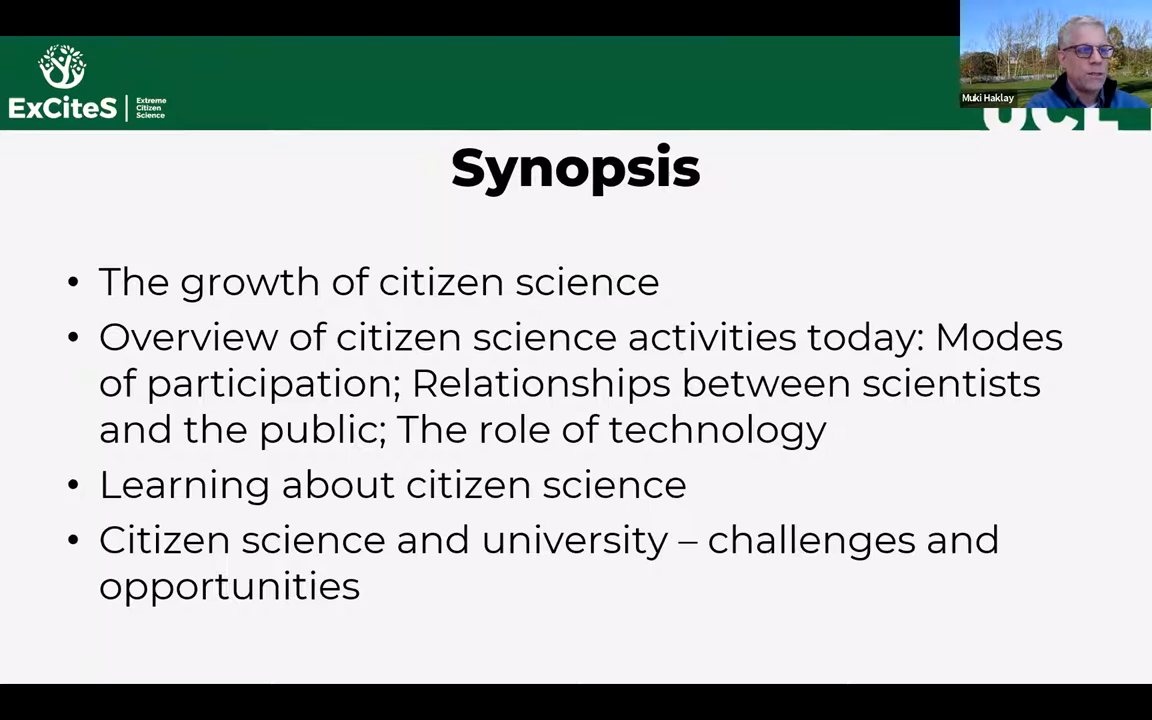 ExCiteS
Extreme
Citizen
Science
Muki Haklay
UCL
Synopsis
• The growth of citizen science
• Overview of citizen science activities today: Modes
of participation; Relationships between scientists
and the public; The role of technology
• Learning about citizen science
• Citizen science and university – challenges and
opportunities